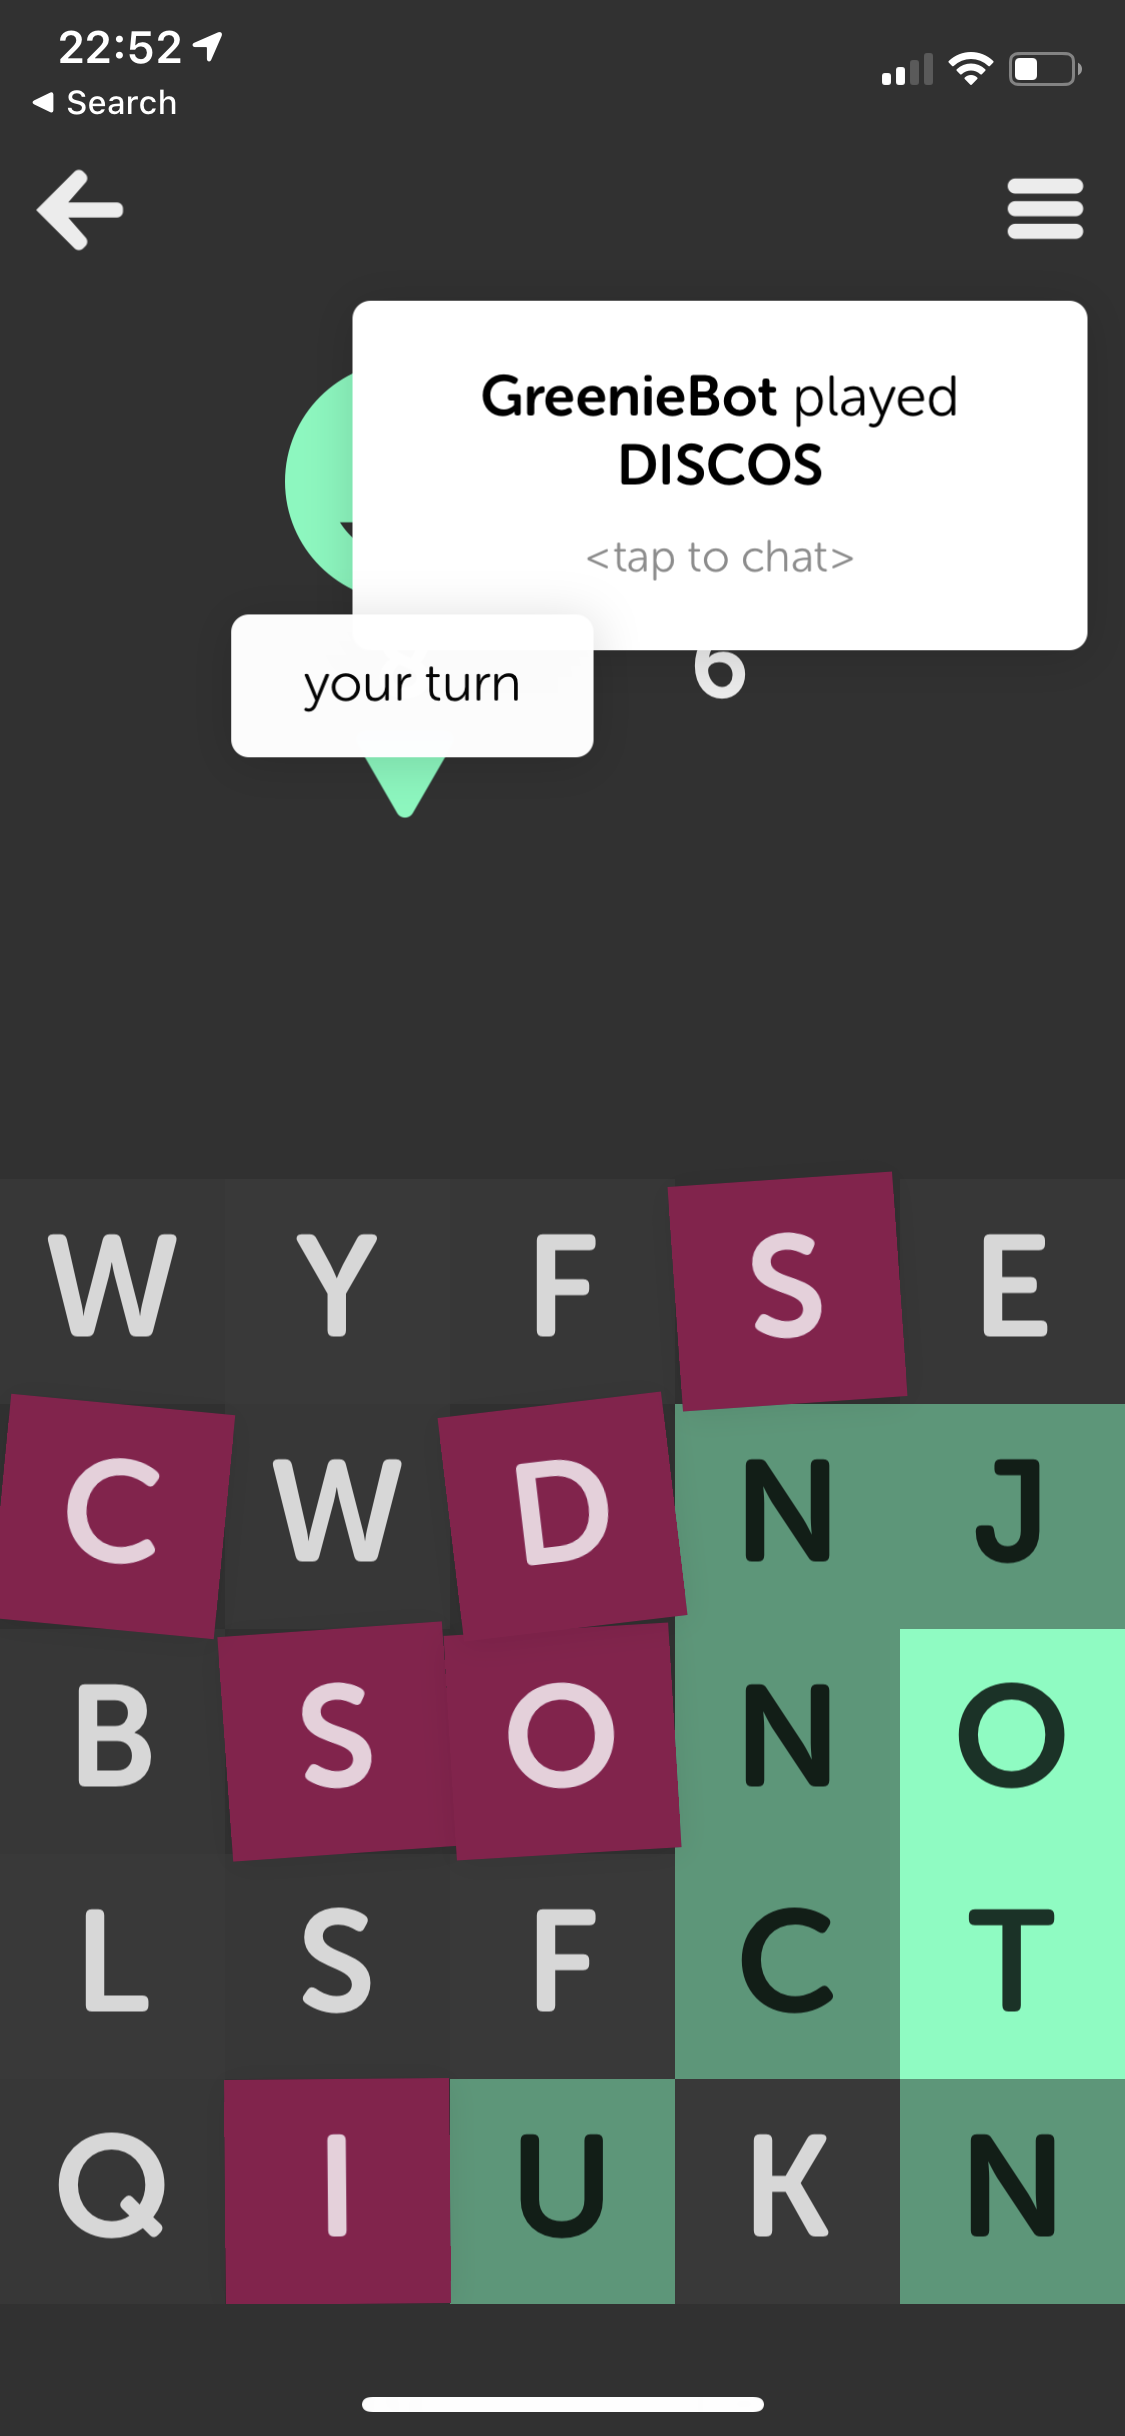 22:52
Search
GreenieBot played
DISCOS
<tap to chat>
your turn
6
W Y F S E
C W D N J
B S O N O
L S F C T
Q I U K N